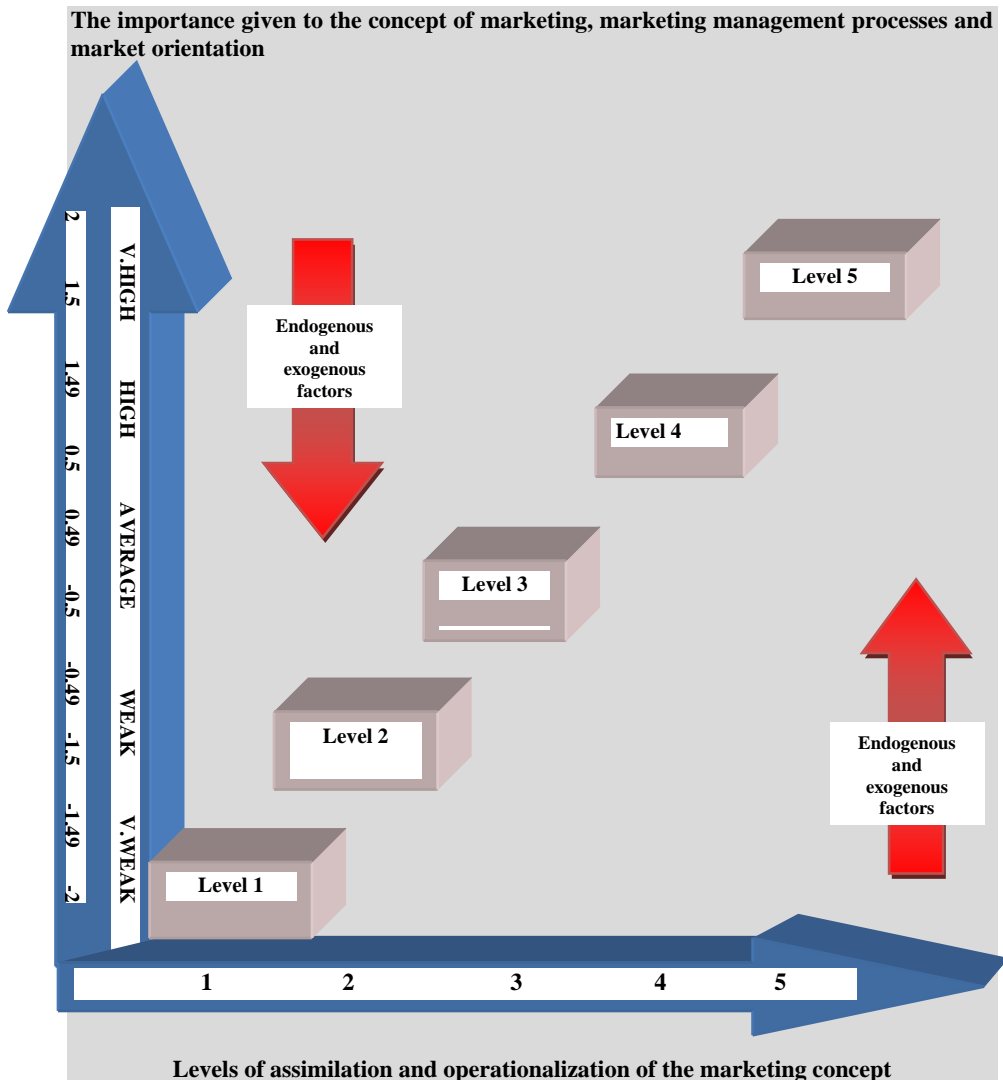 The importance given to the concept of marketing, marketing management processes and
market orientation
2
1.5
1.49
0.5
0.49
-0.5
-0.49
-1.5
-1.49
-2
V.HIGH
HIGH
AVERAGE
WEAK
V.WEAK
Endogenous
and
exogenous
factors
Level 5
Level 4
Level 3
Level 2
Level 1
Endogenous
and
exogenous
factors
1 2 3 4 5
Levels of assimilation and operationalization of the marketing concept